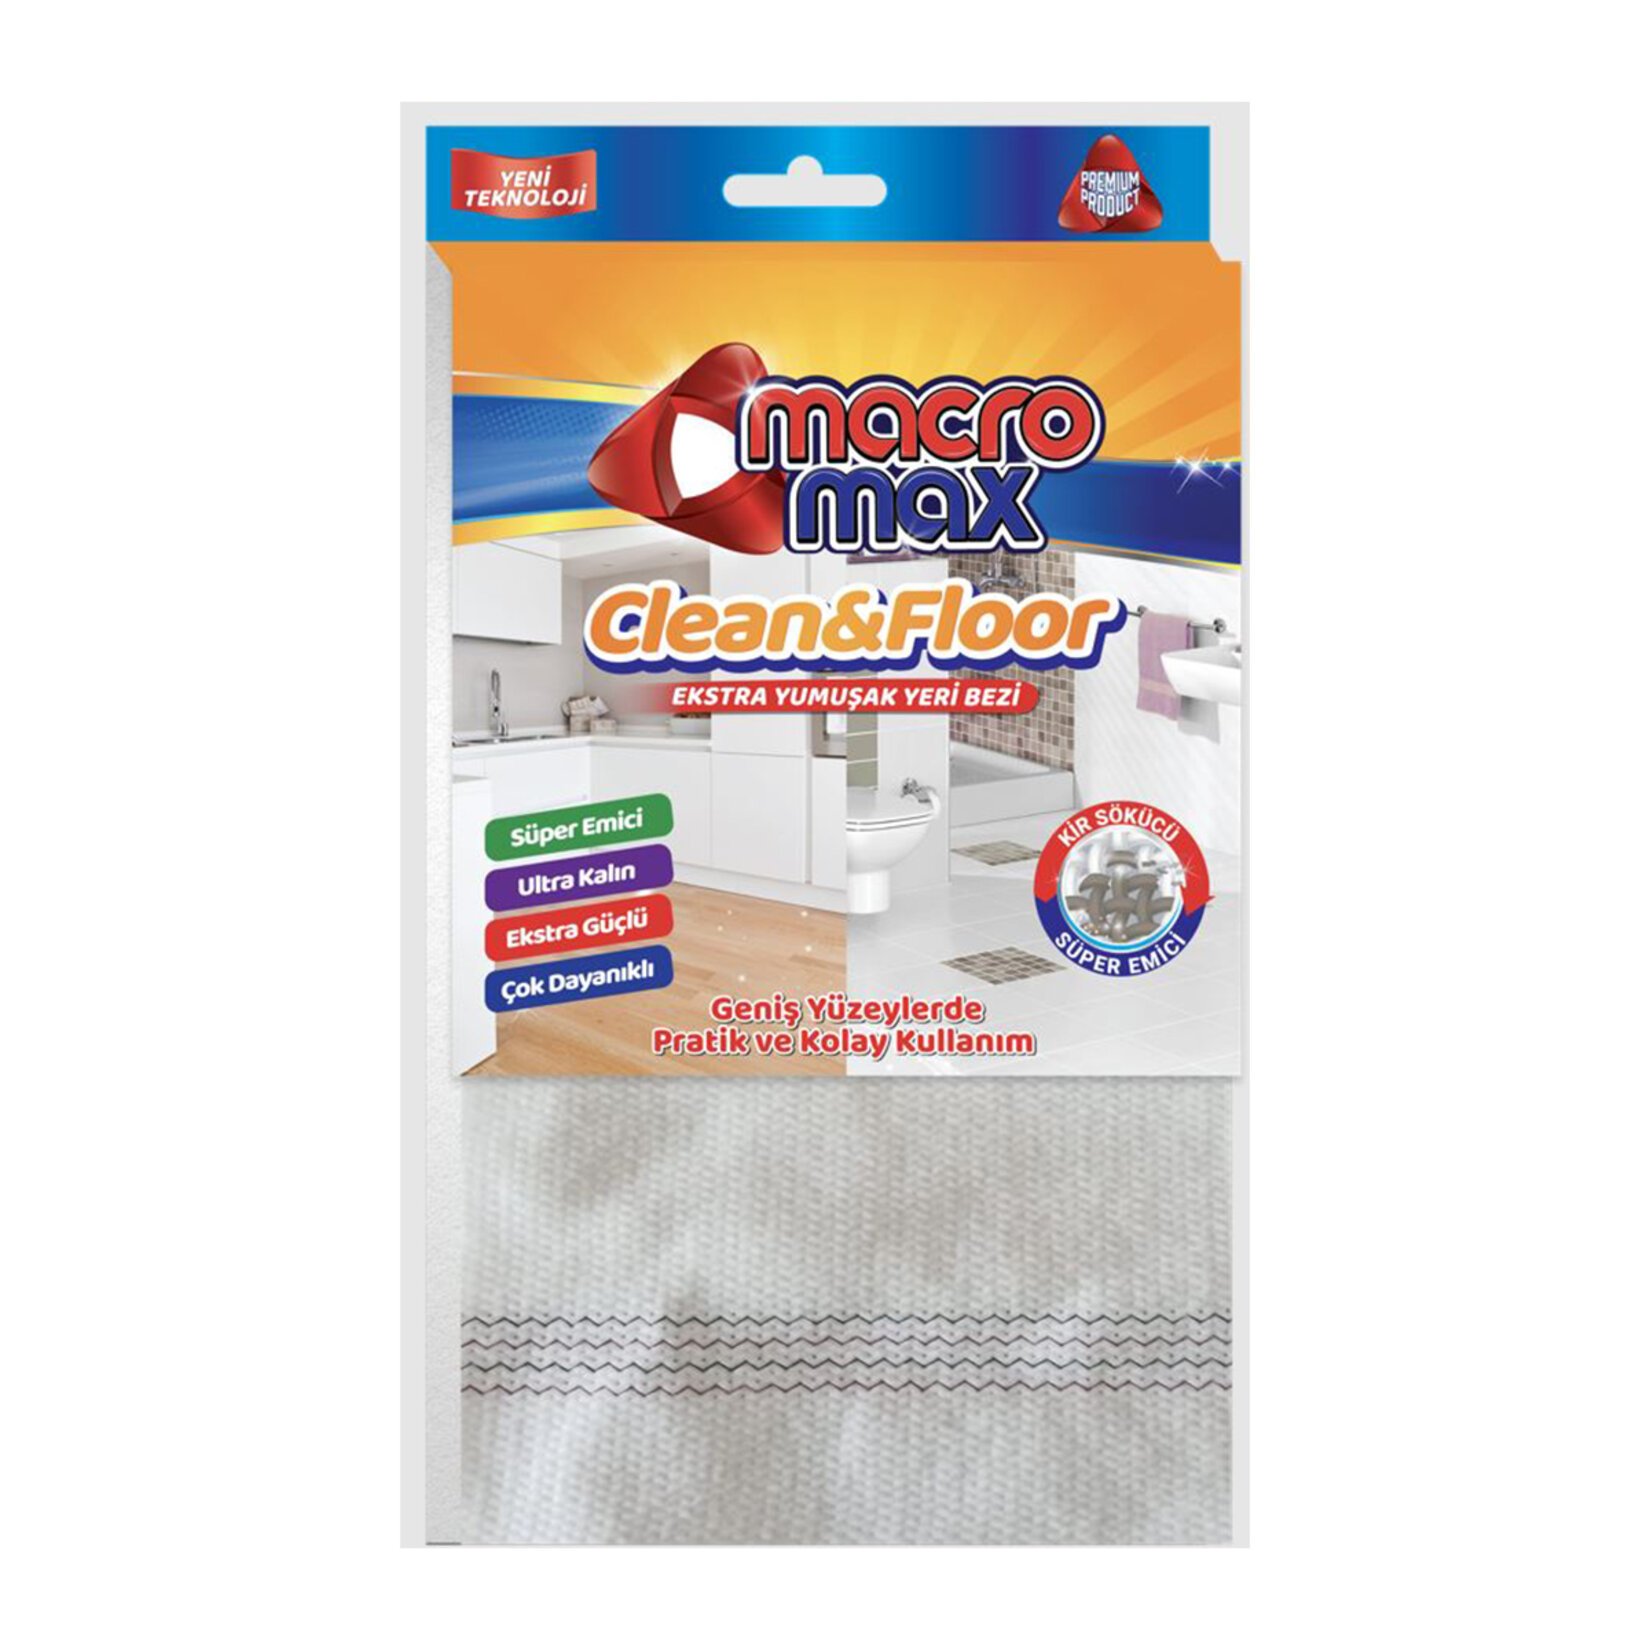 YENİ
TEKNOLOJİ
PREMIUM
PRODUCT
macro
max
Clean&Floor
EKSTRA YUMUŞAK YERİ BEZİ
Süper Emici
Ultra Kalın
Ekstra Güçlü
Çok Dayanıklı
KİR SÖKÜCÜ
SÜPER EMİCİ
Geniş Yüzeylerde
Pratik ve Kolay Kullanım